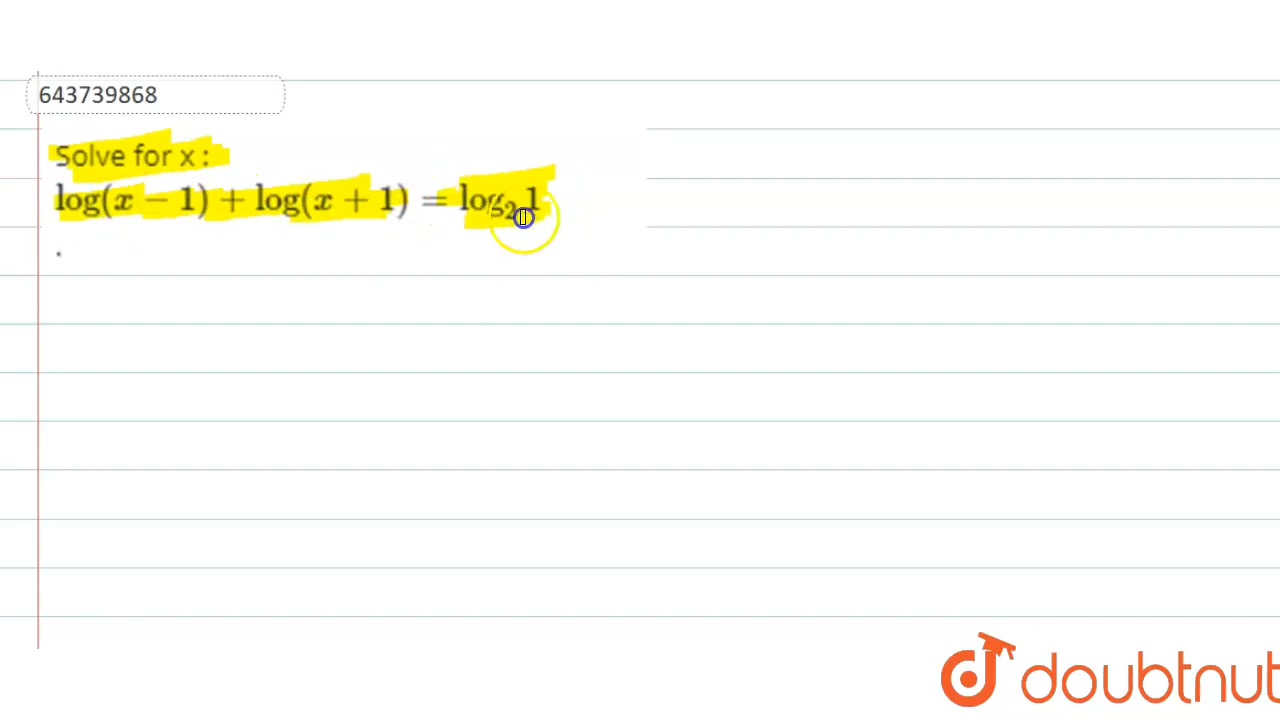 643739868
Solve for x :
log(x − 1) + log(x + 1) = log₂ 1
.
doubtnut